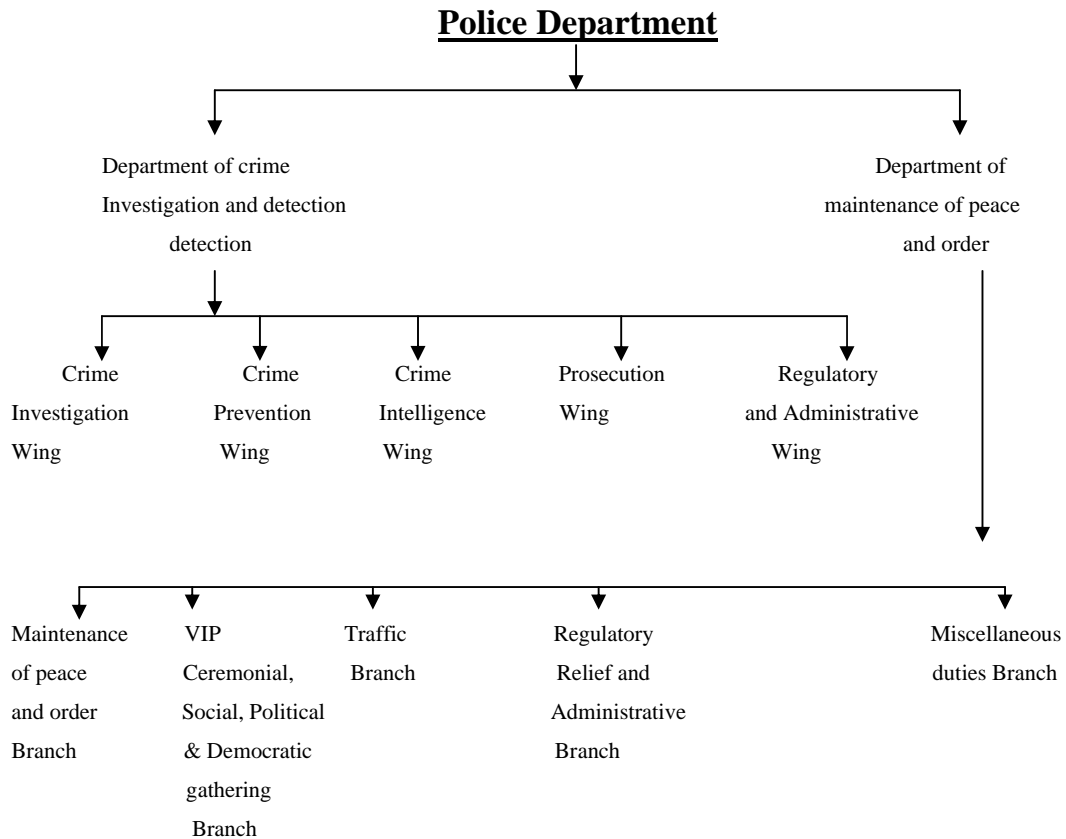 Police Department
Department of crime
Investigation and detection
detection
Department of
maintenance of peace
and order
Crime
Investigation
Wing
Crime
Prevention
Wing
Crime
Intelligence
Wing
Prosecution
Wing
Regulatory
and Administrative
Wing
Maintenance
of peace
and order
Branch
VIP
Ceremonial,
Social, Political
& Democratic
gathering
Branch
Traffic
Branch
Regulatory
Relief and
Administrative
Branch
Miscellaneous
duties Branch